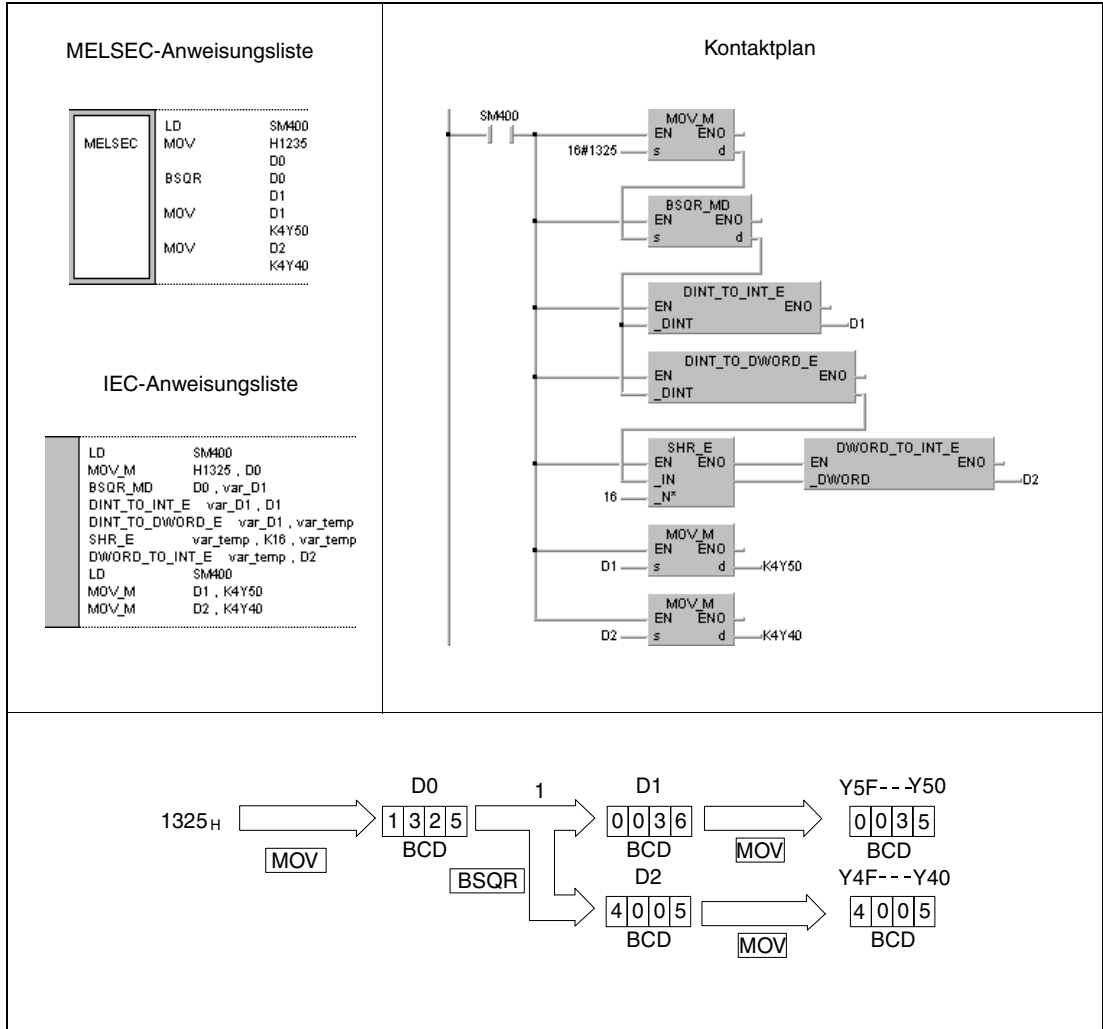 MELSEC-Anweisungsliste
MELSEC
LD SM400
MOV H1235
D0
BSQR D0
D1
MOV D1
K4Y50
MOV D2
K4Y40
IEC-Anweisungsliste
LD SM400
MOV_M H1325 , D0
BSQR_MD D0 , var_D1
DINT_TO_INT_E var_D1 , D1
DINT_TO_DWORD_E var_D1 , var_temp
SHR_E var_temp , K16 , var_temp
DWORD_TO_INT_E var_temp , D2
LD SM400
MOV_M D1 , K4Y50
MOV_M D2 , K4Y40
Kontaktplan
SM400
MOV_M
EN ENO
16#1325 s d
BSQR_MD
EN ENO
s d
DINT_TO_INT_E
EN ENO
_DINT D1
DINT_TO_DWORD_E
EN ENO
_DINT
SHR_E DWORD_TO_INT_E
EN ENO EN ENO
_IN _DWORD D2
16 _N*
MOV_M
EN ENO
D1 s d K4Y50
MOV_M
EN ENO
D2 s d K4Y40
D0 1 D1 Y5F---Y50
1325H 1 3 2 5 0 0 3 6 0 0 3 5
MOV BCD BCD MOV BCD
BSQR D2 Y4F---Y40
4 0 0 5 4 0 0 5
BCD MOV BCD